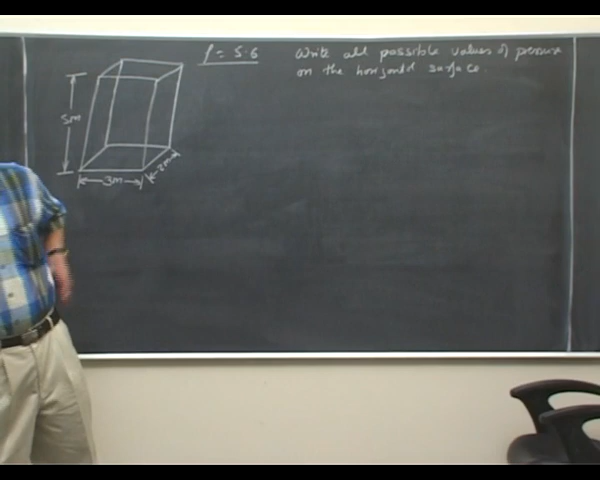 ρ = 5.6
Write all possible values of pressure
on the horizontal surface.
5m
3m
2m